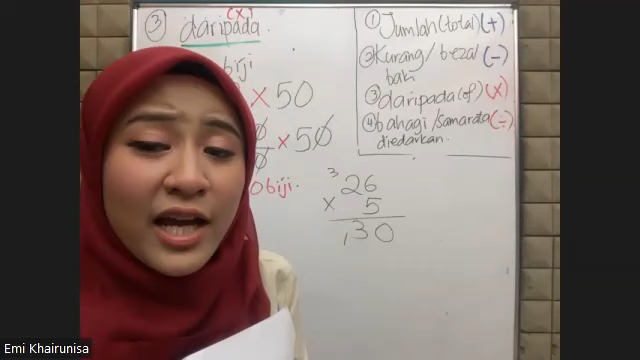 ③ daripada.
(x)
biji
x 50
x 50
0biji.
3
26
x 5
130
① Jumlah (total) (+)
② Kurang / beza/ (-)
baki
③ daripada (of) (x)
④ bahagi /samarata (÷)
diedarkan.
Emi Khairunisa